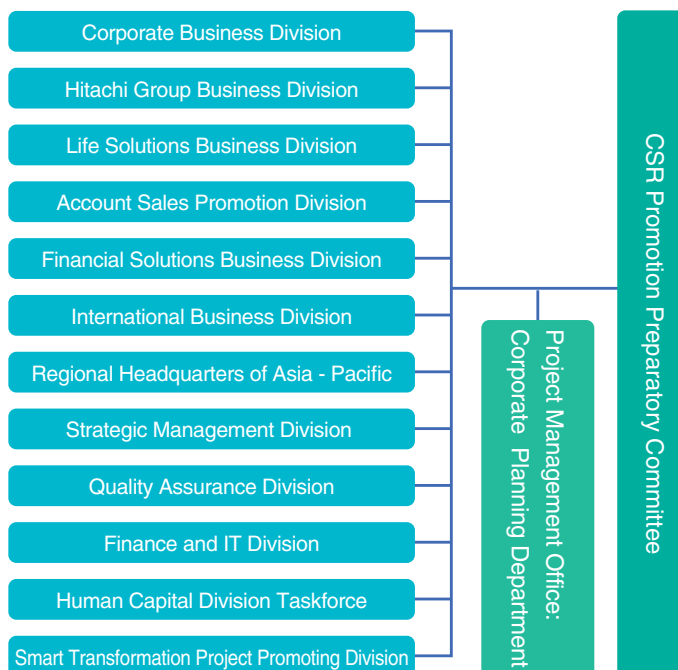 Corporate Business Division
Hitachi Group Business Division
Life Solutions Business Division
Account Sales Promotion Division
Financial Solutions Business Division
International Business Division
Regional Headquarters of Asia - Pacific
Strategic Management Division
Quality Assurance Division
Finance and IT Division
Human Capital Division Taskforce
Smart Transformation Project Promoting Division
Project Management Office:
Corporate Planning Department
CSR Promotion Preparatory Committee